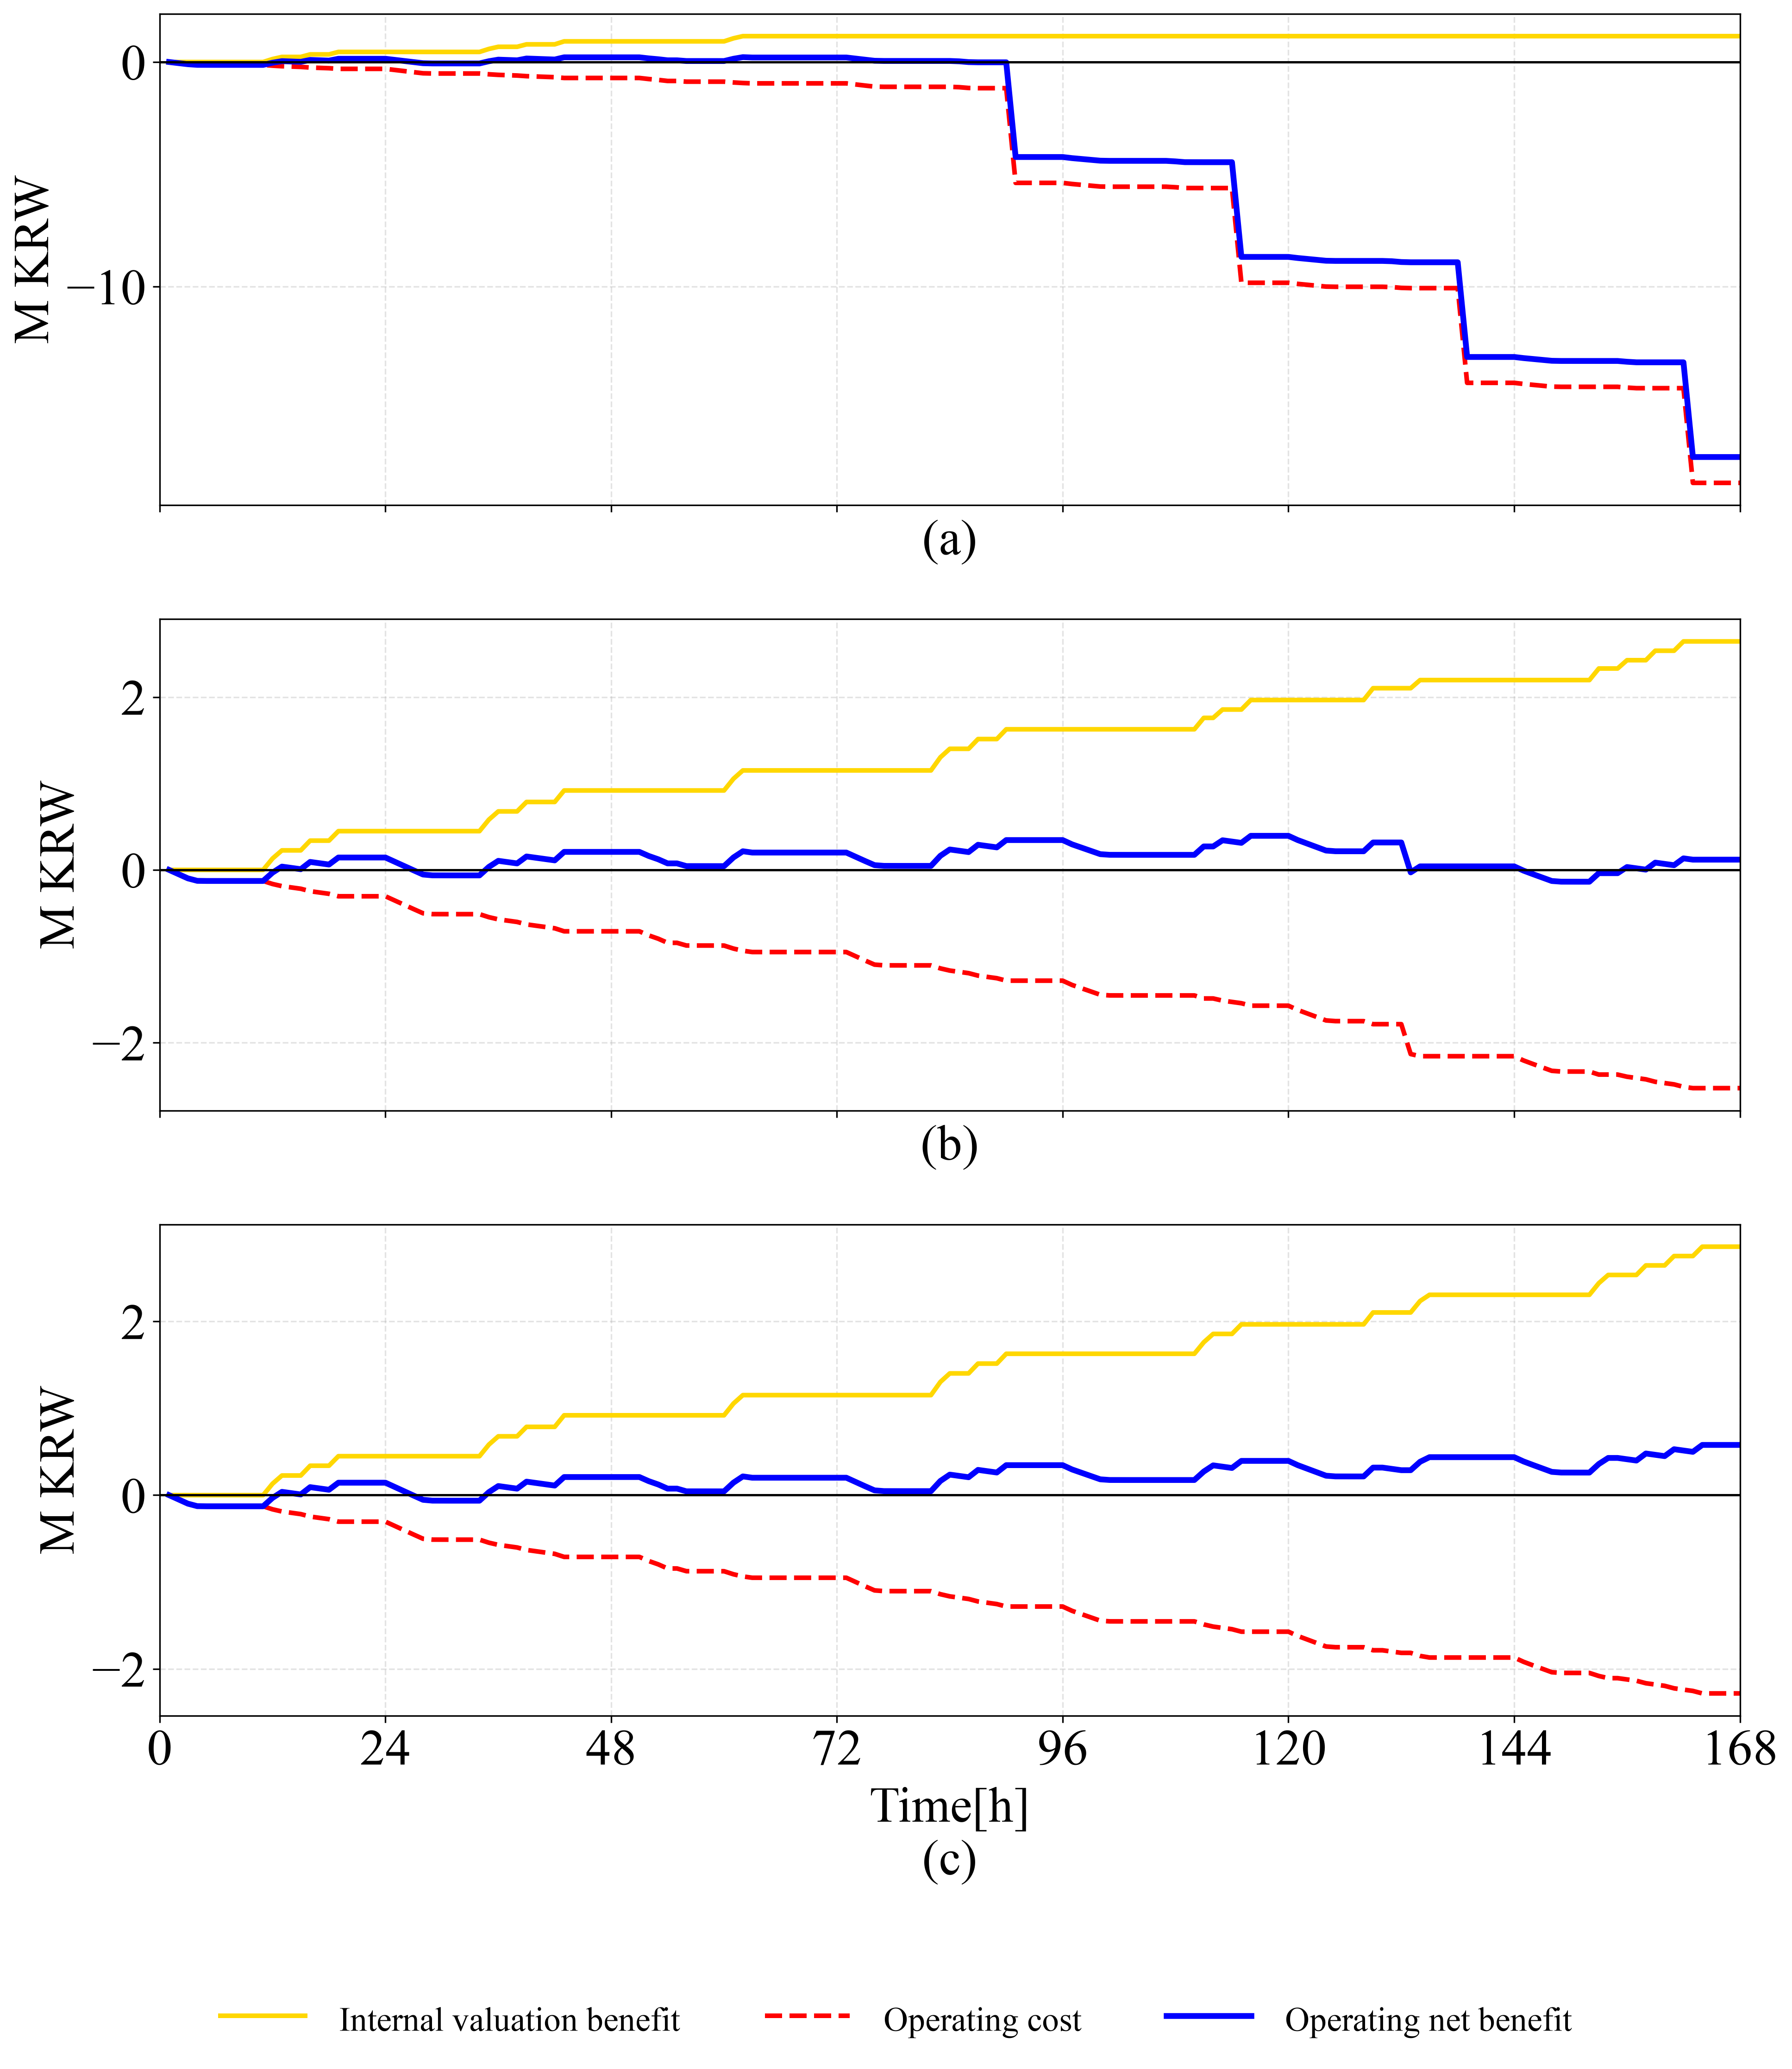 0
M KRW
−10
(a)
2
0
M KRW
−2
(b)
2
0
M KRW
−2
0 24 48 72 96 120 144 168
Time[h]
(c)
Internal valuation benefit Operating cost Operating net benefit